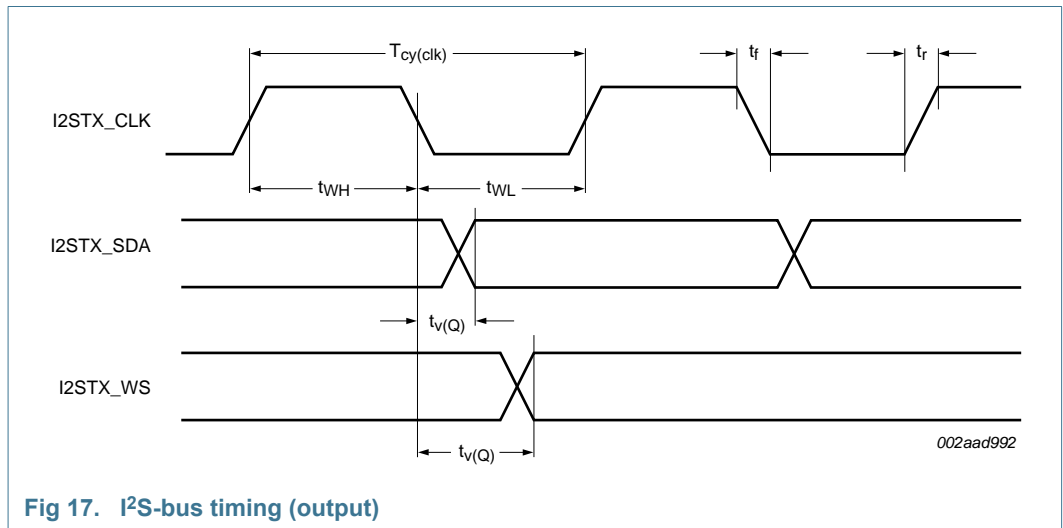 Tcy(clk)
tf
tr
I2STX_CLK
tWH
tWL
I2STX_SDA
tv(Q)
I2STX_WS
tv(Q)
002aad992
Fig 17. I²S-bus timing (output)